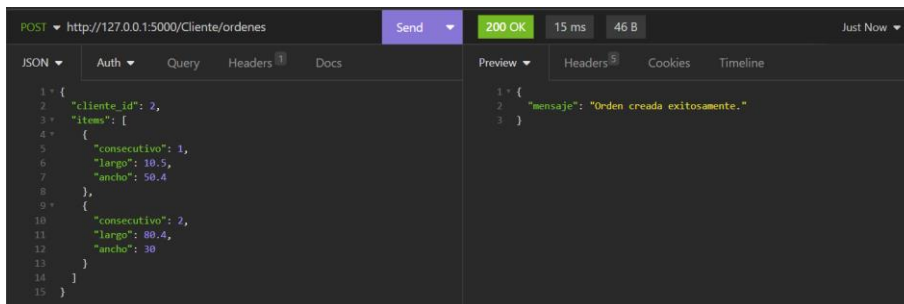 POST http://127.0.0.1:5000/Cliente/ordenes Send 200 OK 15 ms 46 B Just Now
JSON Auth Query Headers 1 Docs
Preview Headers 5 Cookies Timeline
1 {
2 "cliente_id": 2,
3 "items": [
4 {
5 "consecutivo": 1,
6 "largo": 10.5,
7 "ancho": 50.4
8 },
9 {
10 "consecutivo": 2,
11 "largo": 80.4,
12 "ancho": 30
13 }
14 ]
15 }
1 {
2 "mensaje": "Orden creada exitosamente."
3 }